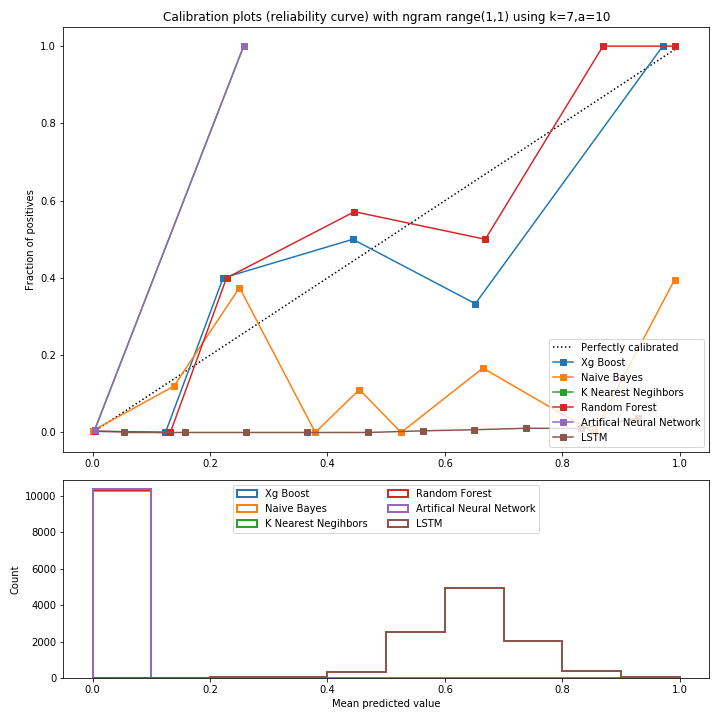 Calibration plots (reliability curve) with ngram range(1,1) using k=7,a=10
1.0
0.8
0.6
0.4
0.2
0.0
Fraction of positives
Perfectly calibrated
Xg Boost
Naive Bayes
K Nearest Negihbors
Random Forest
Artifical Neural Network
LSTM
0.0 0.2 0.4 0.6 0.8 1.0
10000
8000
6000
4000
2000
0
Count
Xg Boost
Naive Bayes
K Nearest Negihbors
Random Forest
Artifical Neural Network
LSTM
0.0 0.2 0.4 0.6 0.8 1.0
Mean predicted value